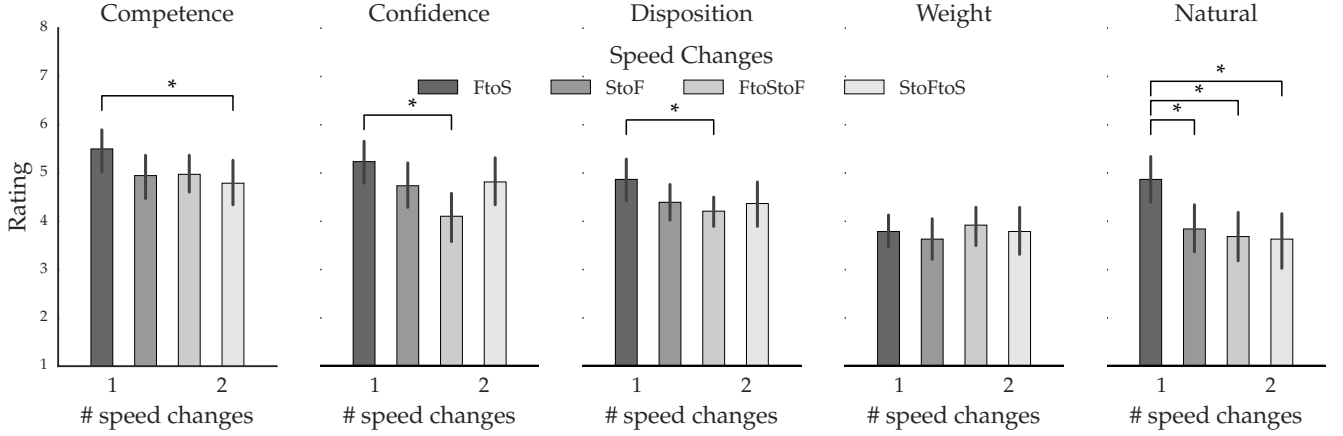 Competence Confidence Disposition Weight Natural
8
7
6
5
4
3
2
1
Rating
Speed Changes
FtoS StoF FtoStoF StoFtoS
*
*
*
*
*
*
1 2 1 2 1 2 1 2 1 2
# speed changes # speed changes # speed changes # speed changes # speed changes